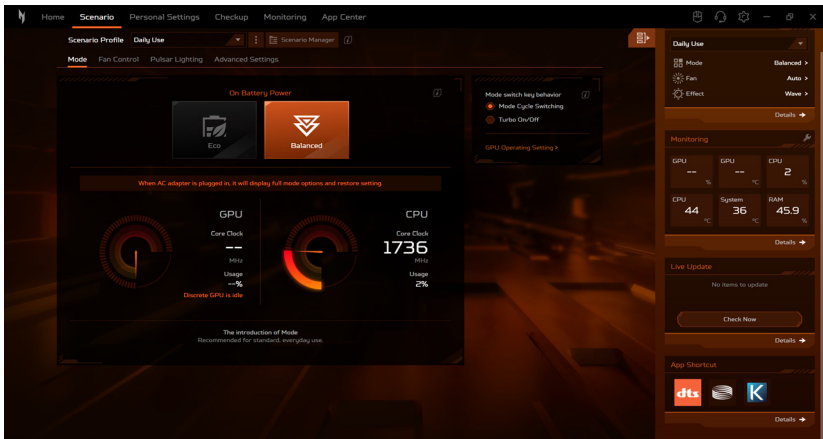 Home Scenario Personal Settings Checkup Monitoring App Center
Scenario Profile Daily Use Scenario Manager
Mode Fan Control Pulsar Lighting Advanced Settings
On Battery Power
Eco
Balanced
When AC adapter is plugged in, it will display full mode options and restore setting.
GPU
Core Clock
--
MHz
Usage
--%
Discrete GPU is idle
CPU
Core Clock
1736
MHz
Usage
2%
The introduction of Mode
Recommended for standard, everyday use.
Mode switch key behavior
Mode Cycle Switching
Turbo On/Off
GPU Operating Setting >
Daily Use
Mode Balanced >
Fan Auto >
Effect Wave >
Details →
Monitoring
GPU
--
%
GPU
--
°C
CPU
2
%
CPU
44
°C
System
36
°C
RAM
45.9
%
Details →
Live Update
No items to update
Check Now
Details →
App Shortcut
dts
K
Details →